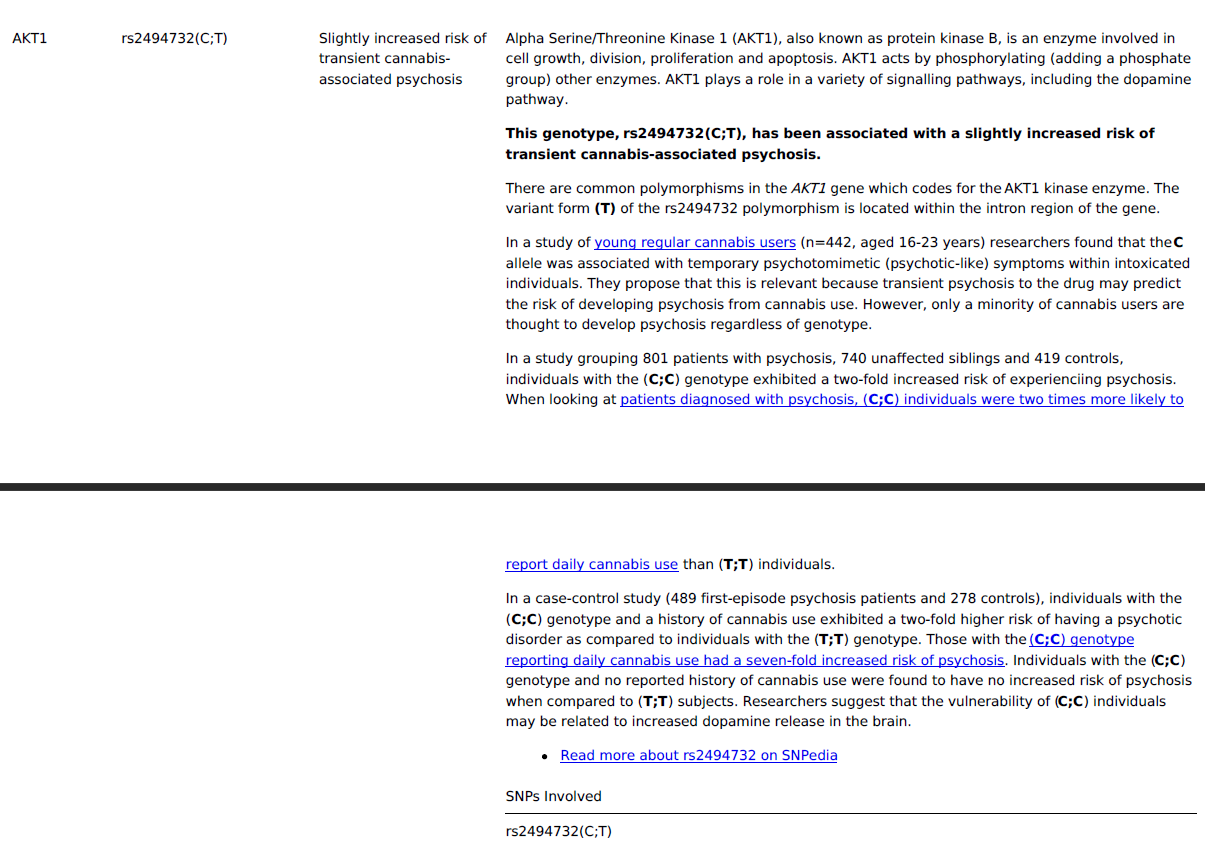 AKT1
rs2494732(C;T)
Slightly increased risk of
transient cannabis-
associated psychosis
Alpha Serine/Threonine Kinase 1 (AKT1), also known as protein kinase B, is an enzyme involved in
cell growth, division, proliferation and apoptosis. AKT1 acts by phosphorylating (adding a phosphate
group) other enzymes. AKT1 plays a role in a variety of signalling pathways, including the dopamine
pathway.
This genotype, rs2494732(C;T), has been associated with a slightly increased risk of
transient cannabis-associated psychosis.
There are common polymorphisms in the AKT1 gene which codes for the AKT1 kinase enzyme. The
variant form (T) of the rs2494732 polymorphism is located within the intron region of the gene.
In a study of young regular cannabis users (n=442, aged 16-23 years) researchers found that the C
allele was associated with temporary psychotomimetic (psychotic-like) symptoms within intoxicated
individuals. They propose that this is relevant because transient psychosis to the drug may predict
the risk of developing psychosis from cannabis use. However, only a minority of cannabis users are
thought to develop psychosis regardless of genotype.
In a study grouping 801 patients with psychosis, 740 unaffected siblings and 419 controls,
individuals with the (C;C) genotype exhibited a two-fold increased risk of experienciing psychosis.
When looking at patients diagnosed with psychosis, (C;C) individuals were two times more likely to
report daily cannabis use than (T;T) individuals.
In a case-control study (489 first-episode psychosis patients and 278 controls), individuals with the
(C;C) genotype and a history of cannabis use exhibited a two-fold higher risk of having a psychotic
disorder as compared to individuals with the (T;T) genotype. Those with the (C;C) genotype
reporting daily cannabis use had a seven-fold increased risk of psychosis. Individuals with the (C;C)
genotype and no reported history of cannabis use were found to have no increased risk of psychosis
when compared to (T;T) subjects. Researchers suggest that the vulnerability of (C;C) individuals
may be related to increased dopamine release in the brain.
• Read more about rs2494732 on SNPedia
SNPs Involved
rs2494732(C;T)